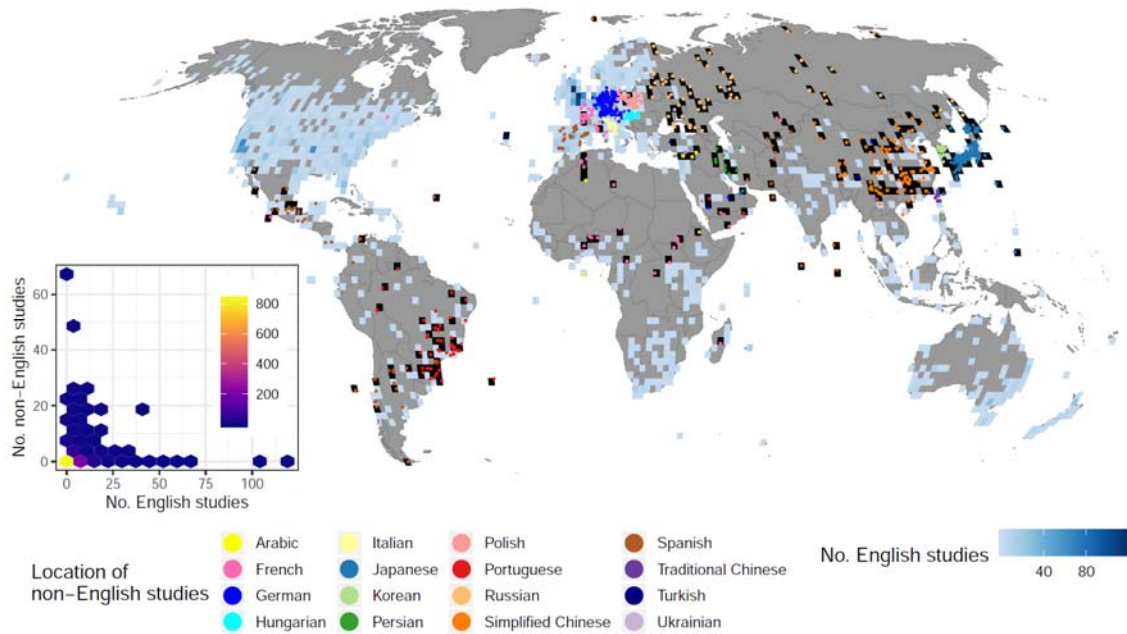 No. non-English studies
60
40
20
0
800
600
400
200
0 25 50 75 100
No. English studies
Location of
non-English studies
Arabic Italian Polish Spanish
French Japanese Portuguese Traditional Chinese
German Korean Russian Turkish
Hungarian Persian Simplified Chinese Ukrainian
No. English studies
40 80